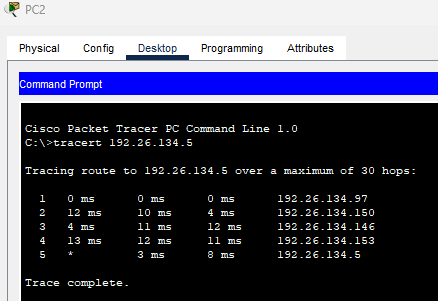 PC2
Physical Config Desktop Programming Attributes
Command Prompt
Cisco Packet Tracer PC Command Line 1.0
C:\>tracert 192.26.134.5
Tracing route to 192.26.134.5 over a maximum of 30 hops:
1 0 ms 0 ms 0 ms 192.26.134.97
2 12 ms 10 ms 4 ms 192.26.134.150
3 4 ms 11 ms 12 ms 192.26.134.146
4 13 ms 12 ms 11 ms 192.26.134.153
5 * 3 ms 8 ms 192.26.134.5
Trace complete.